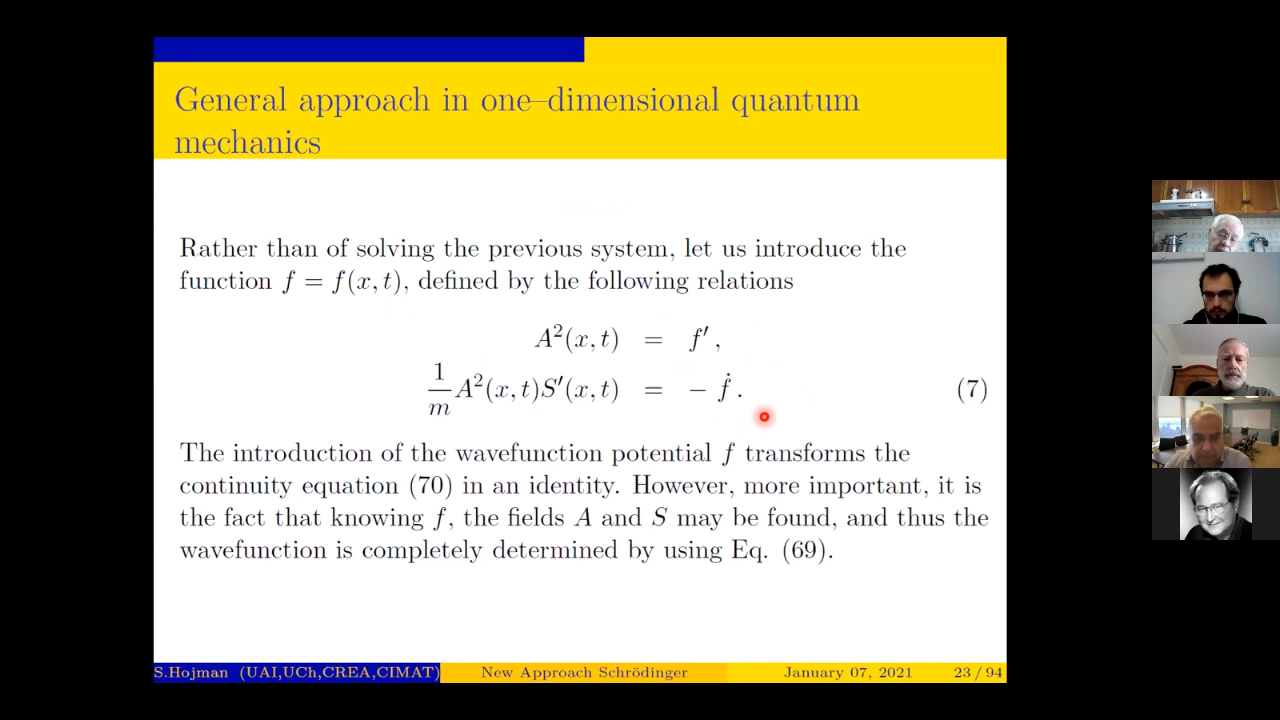 General approach in one–dimensional quantum
mechanics
Rather than of solving the previous system, let us introduce the
function f = f(x, t), defined by the following relations
A²(x, t) = f′ ,
1/m A²(x, t)S′(x, t) = − ḟ . (7)
The introduction of the wavefunction potential f transforms the
continuity equation (70) in an identity. However, more important, it is
the fact that knowing f, the fields A and S may be found, and thus the
wavefunction is completely determined by using Eq. (69).
S.Hojman (UAI,UCh,CREA,CIMAT) New Approach Schrödinger January 07, 2021 23 / 94